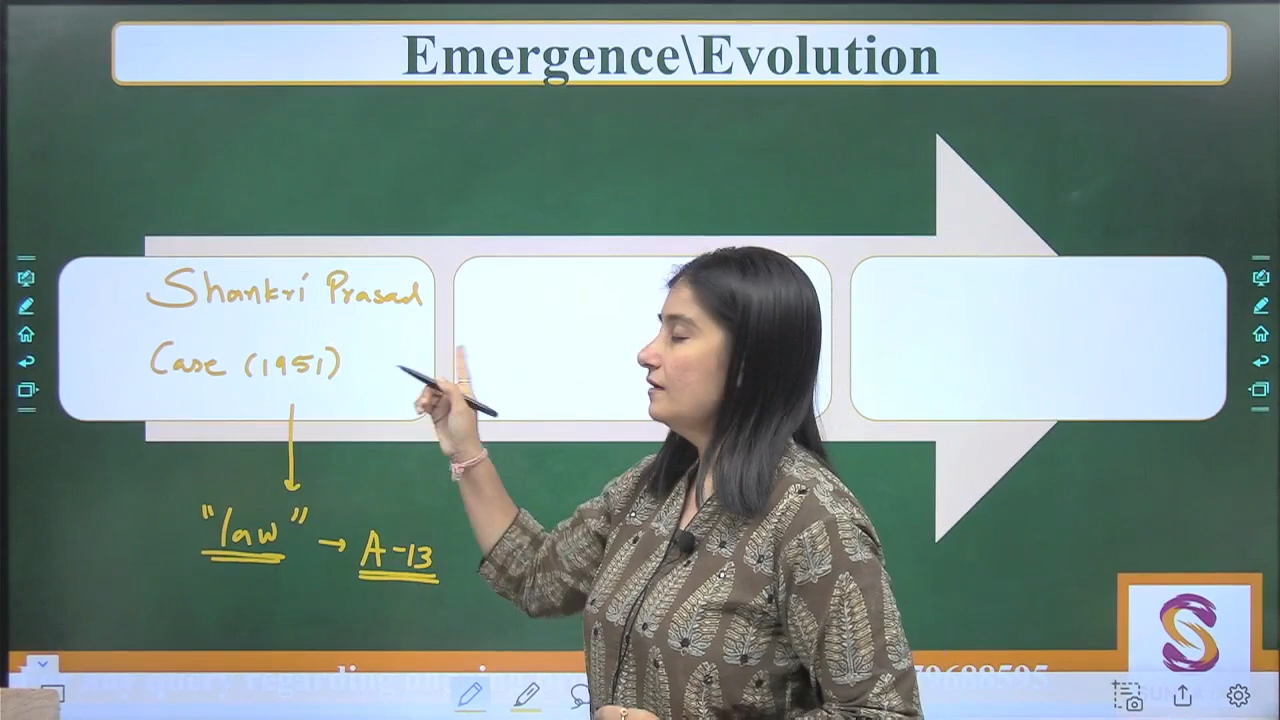 Emergence\Evolution
Shankri Prasad
Case (1951)
"law" → A-13